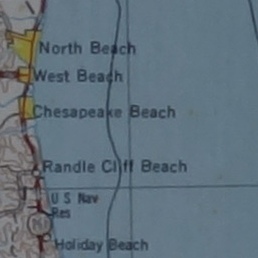 North Beach
West Beach
Chesapeake Beach
Randle Cliff Beach
U S Nav
Res
Holiday Beach